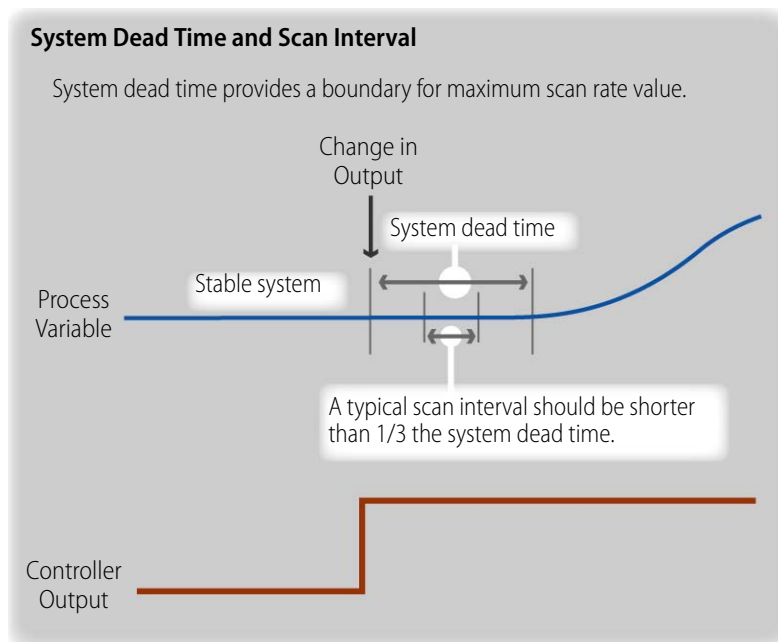 System Dead Time and Scan Interval
System dead time provides a boundary for maximum scan rate value.
Change in
Output
System dead time
Stable system
Process
Variable
A typical scan interval should be shorter
than 1/3 the system dead time.
Controller
Output